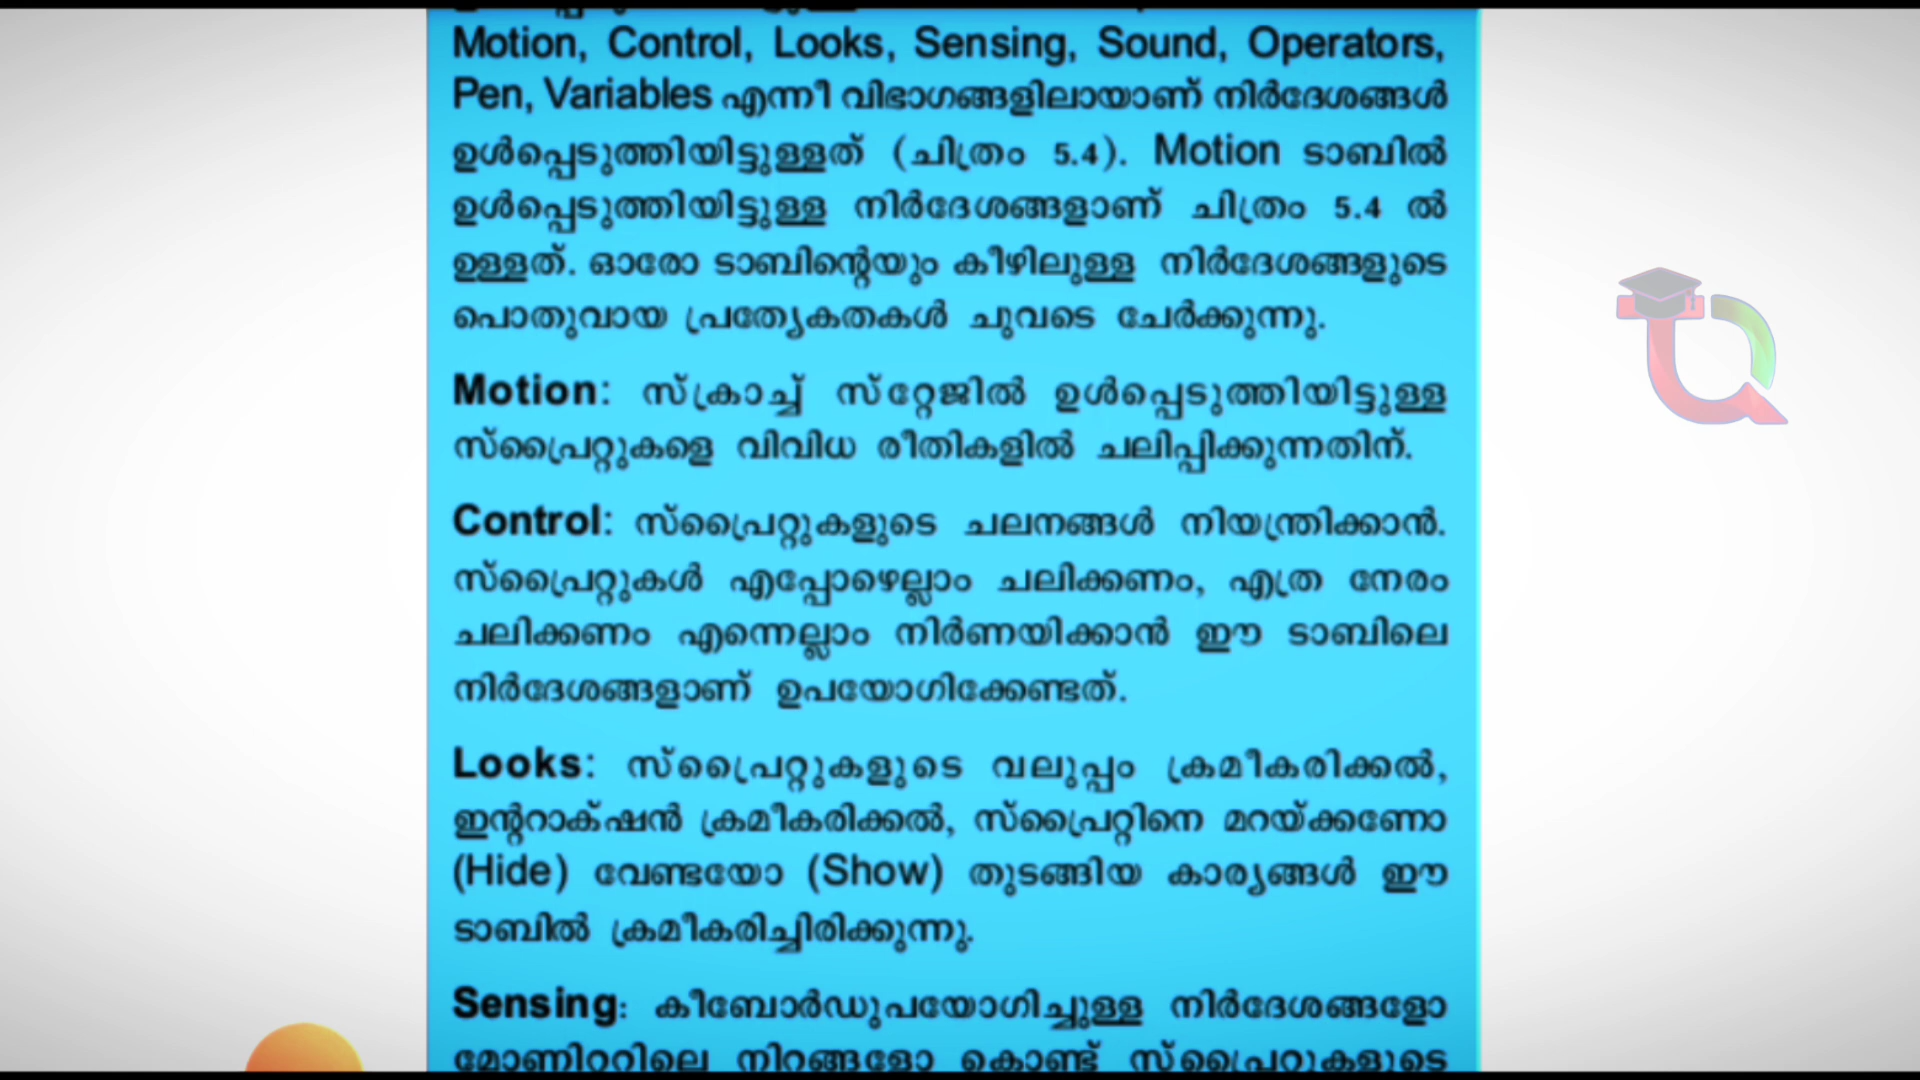 Motion, Control, Looks, Sensing, Sound, Operators,
Pen, Variables എന്നീ വിഭാഗങ്ങളിലായാണ് നിർദേശങ്ങൾ
ഉൾപ്പെടുത്തിയിട്ടുള്ളത് (ചിത്രം 5.4). Motion ടാബിൽ
ഉൾപ്പെടുത്തിയിട്ടുള്ള നിർദേശങ്ങളാണ് ചിത്രം 5.4 ൽ
ഉള്ളത്. ഓരോ ടാബിന്റെയും കീഴിലുള്ള നിർദേശങ്ങളുടെ
പൊതുവായ പ്രത്യേകതകൾ ചുവടെ ചേർക്കുന്നു.
Motion: സ്ക്രാച്ച് സ്റ്റേജിൽ ഉൾപ്പെടുത്തിയിട്ടുള്ള
സ്പ്രൈറ്റുകളെ വിവിധ രീതികളിൽ ചലിപ്പിക്കുന്നതിന്.
Control: സ്പ്രൈറ്റുകളുടെ ചലനങ്ങൾ നിയന്ത്രിക്കാൻ.
സ്പ്രൈറ്റുകൾ എപ്പോഴെല്ലാം ചലിക്കണം, എത്ര നേരം
ചലിക്കണം എന്നെല്ലാം നിർണയിക്കാൻ ഈ ടാബിലെ
നിർദേശങ്ങളാണ് ഉപയോഗിക്കേണ്ടത്.
Looks: സ്പ്രൈറ്റുകളുടെ വലുപ്പം ക്രമീകരിക്കൽ,
ഇന്ററാക്ഷൻ ക്രമീകരിക്കൽ, സ്പ്രൈറ്റിനെ മറയ്ക്കണോ
(Hide) വേണ്ടയോ (Show) തുടങ്ങിയ കാര്യങ്ങൾ ഈ
ടാബിൽ ക്രമീകരിച്ചിരിക്കുന്നു.
Sensing: കീബോർഡുപയോഗിച്ചുള്ള നിർദേശങ്ങളോ
മോണിറ്ററിലെ നിറങ്ങളോ കൊണ്ട് സ്പ്രൈറ്റുകളുടെ